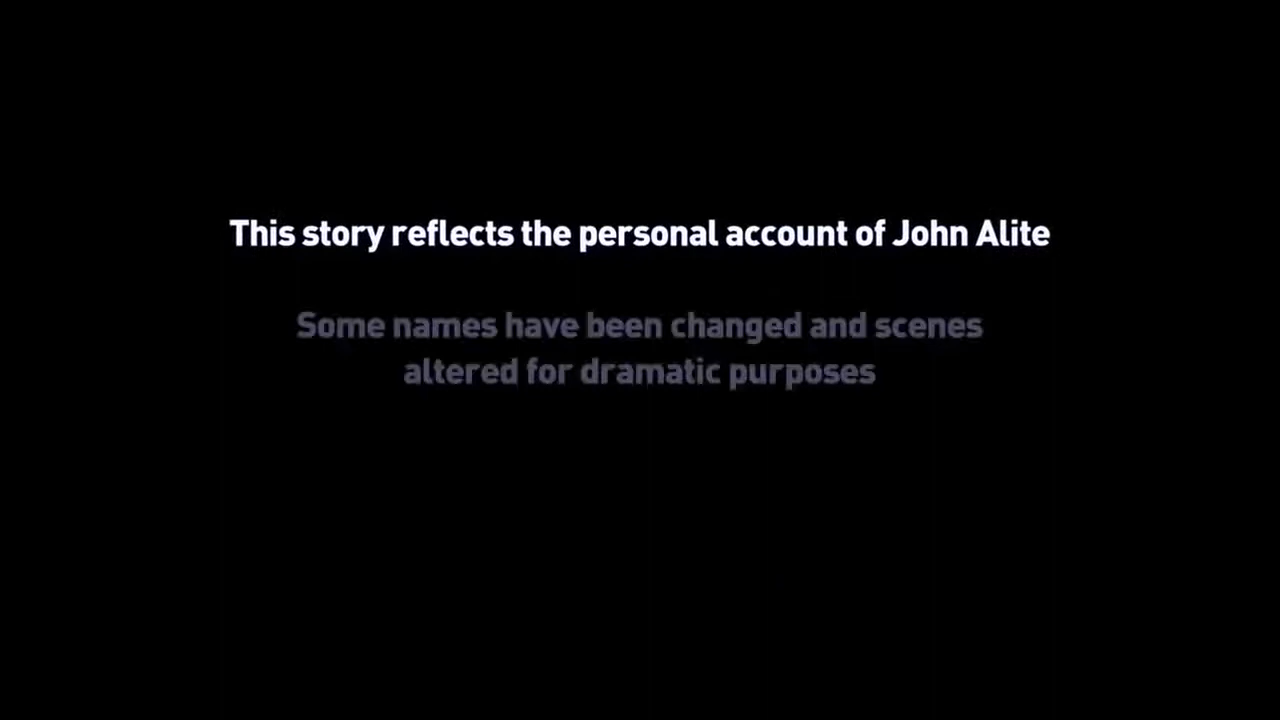 This story reflects the personal account of John Alite
Some names have been changed and scenes
altered for dramatic purposes